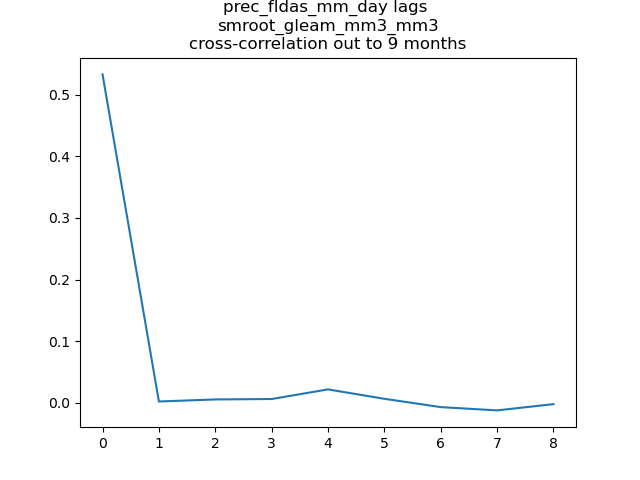 prec_fldas_mm_day lags
smroot_gleam_mm3_mm3
cross-correlation out to 9 months
0.5
0.4
0.3
0.2
0.1
0.0
0 1 2 3 4 5 6 7 8